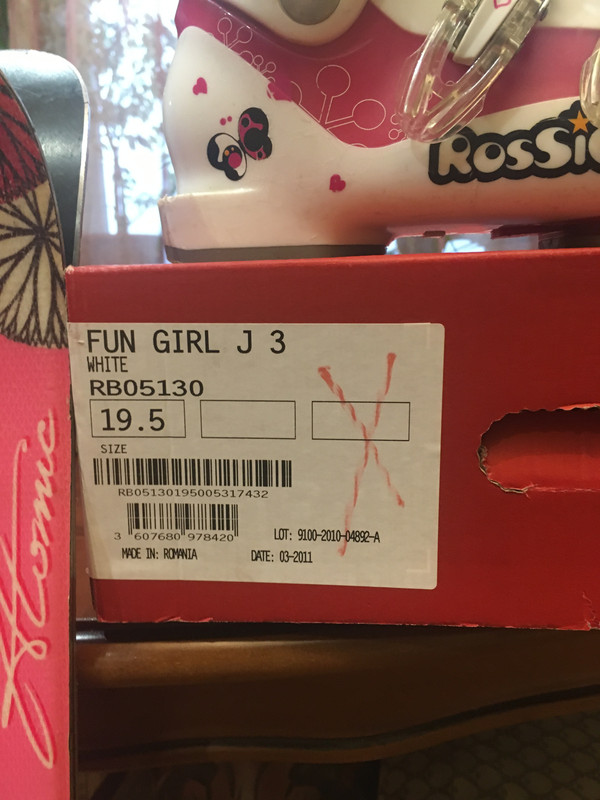 RosSi
FUN GIRL J 3
WHITE
RB05130
19.5
SIZE
RB05130195005317432
3 607680 978420
LOT: 9100-2010-04892-A
MADE IN: ROMANIA
DATE: 03-2011
Atomic